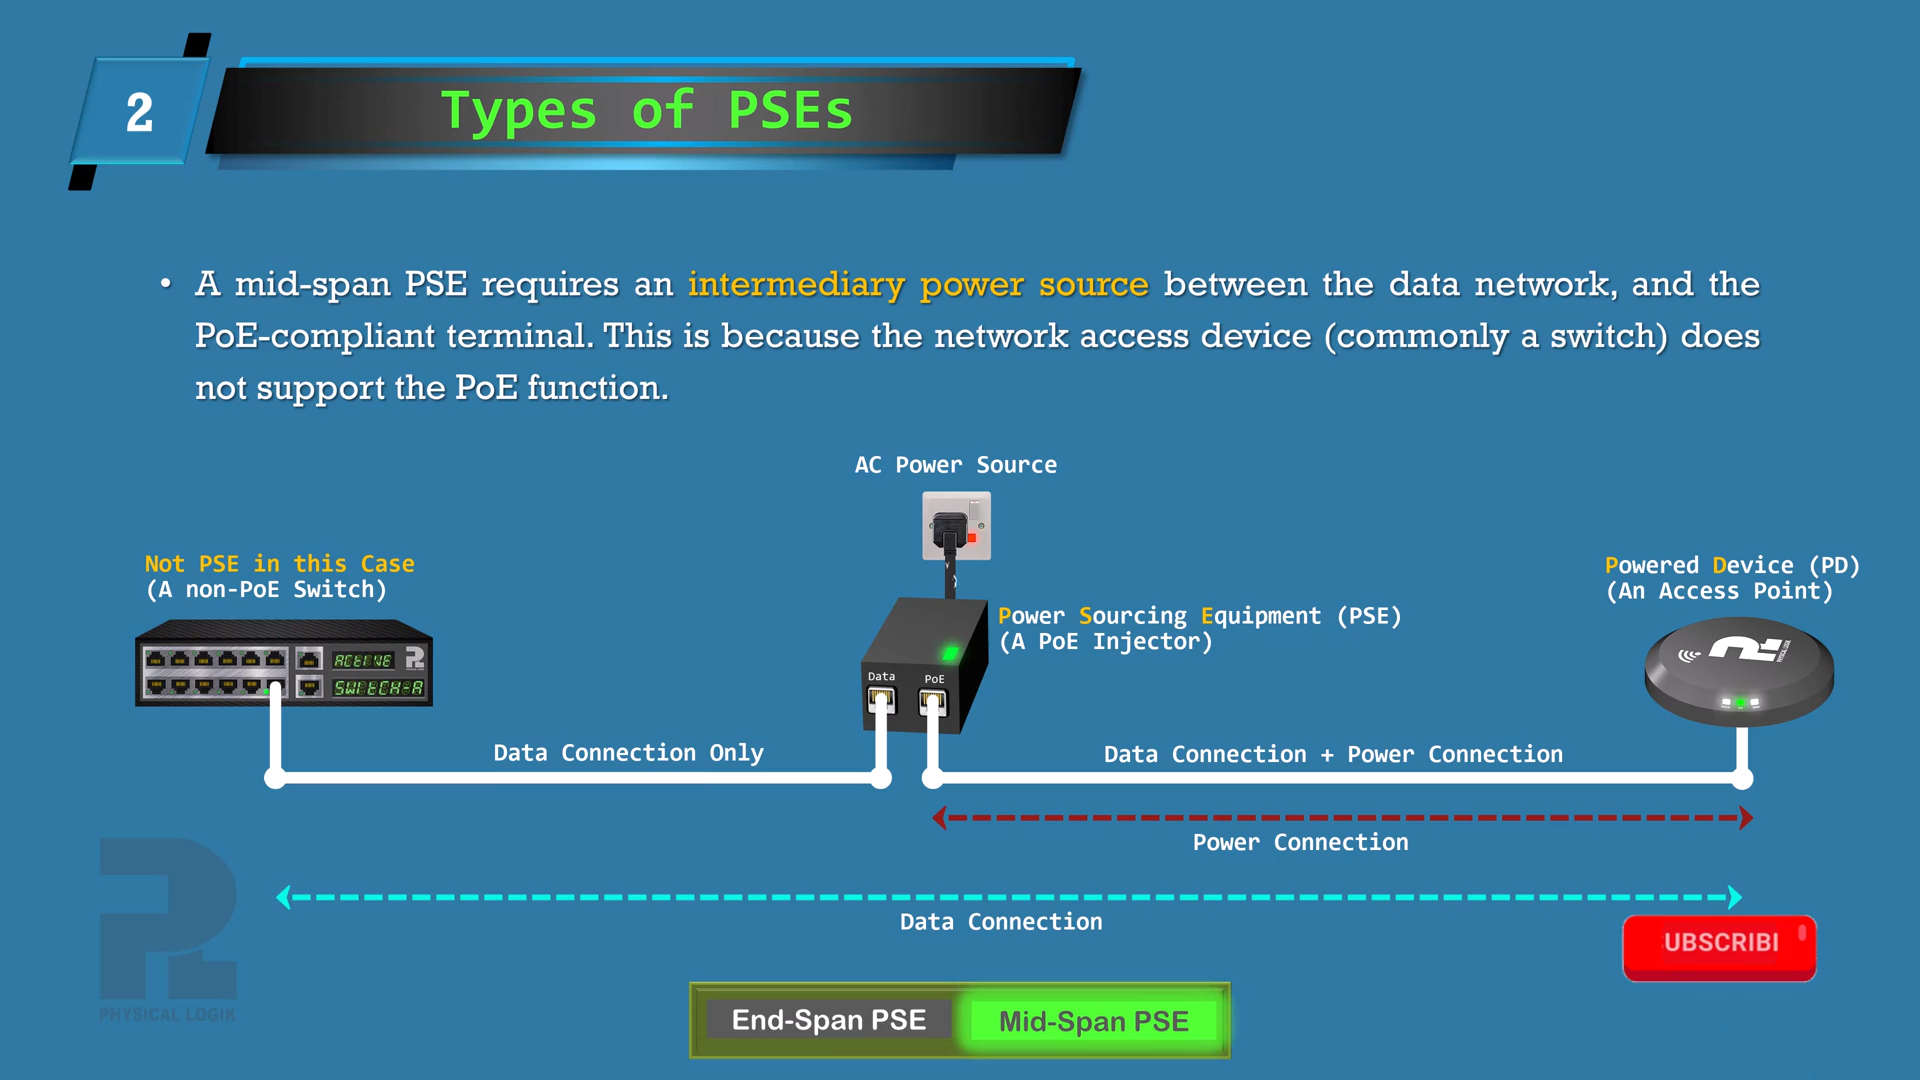 2
Types of PSEs
• A mid-span PSE requires an intermediary power source between the data network, and the
PoE-compliant terminal. This is because the network access device (commonly a switch) does
not support the PoE function.
AC Power Source
Not PSE in this Case
(A non-PoE Switch)
Powered Device (PD)
(An Access Point)
Power Sourcing Equipment (PSE)
(A PoE Injector)
ACtIVE
SWItCH-A
Data
PoE
Data Connection Only
Data Connection + Power Connection
Power Connection
Data Connection
UBSCRIBI
PHYSICAL LOGIK
End-Span PSE
Mid-Span PSE